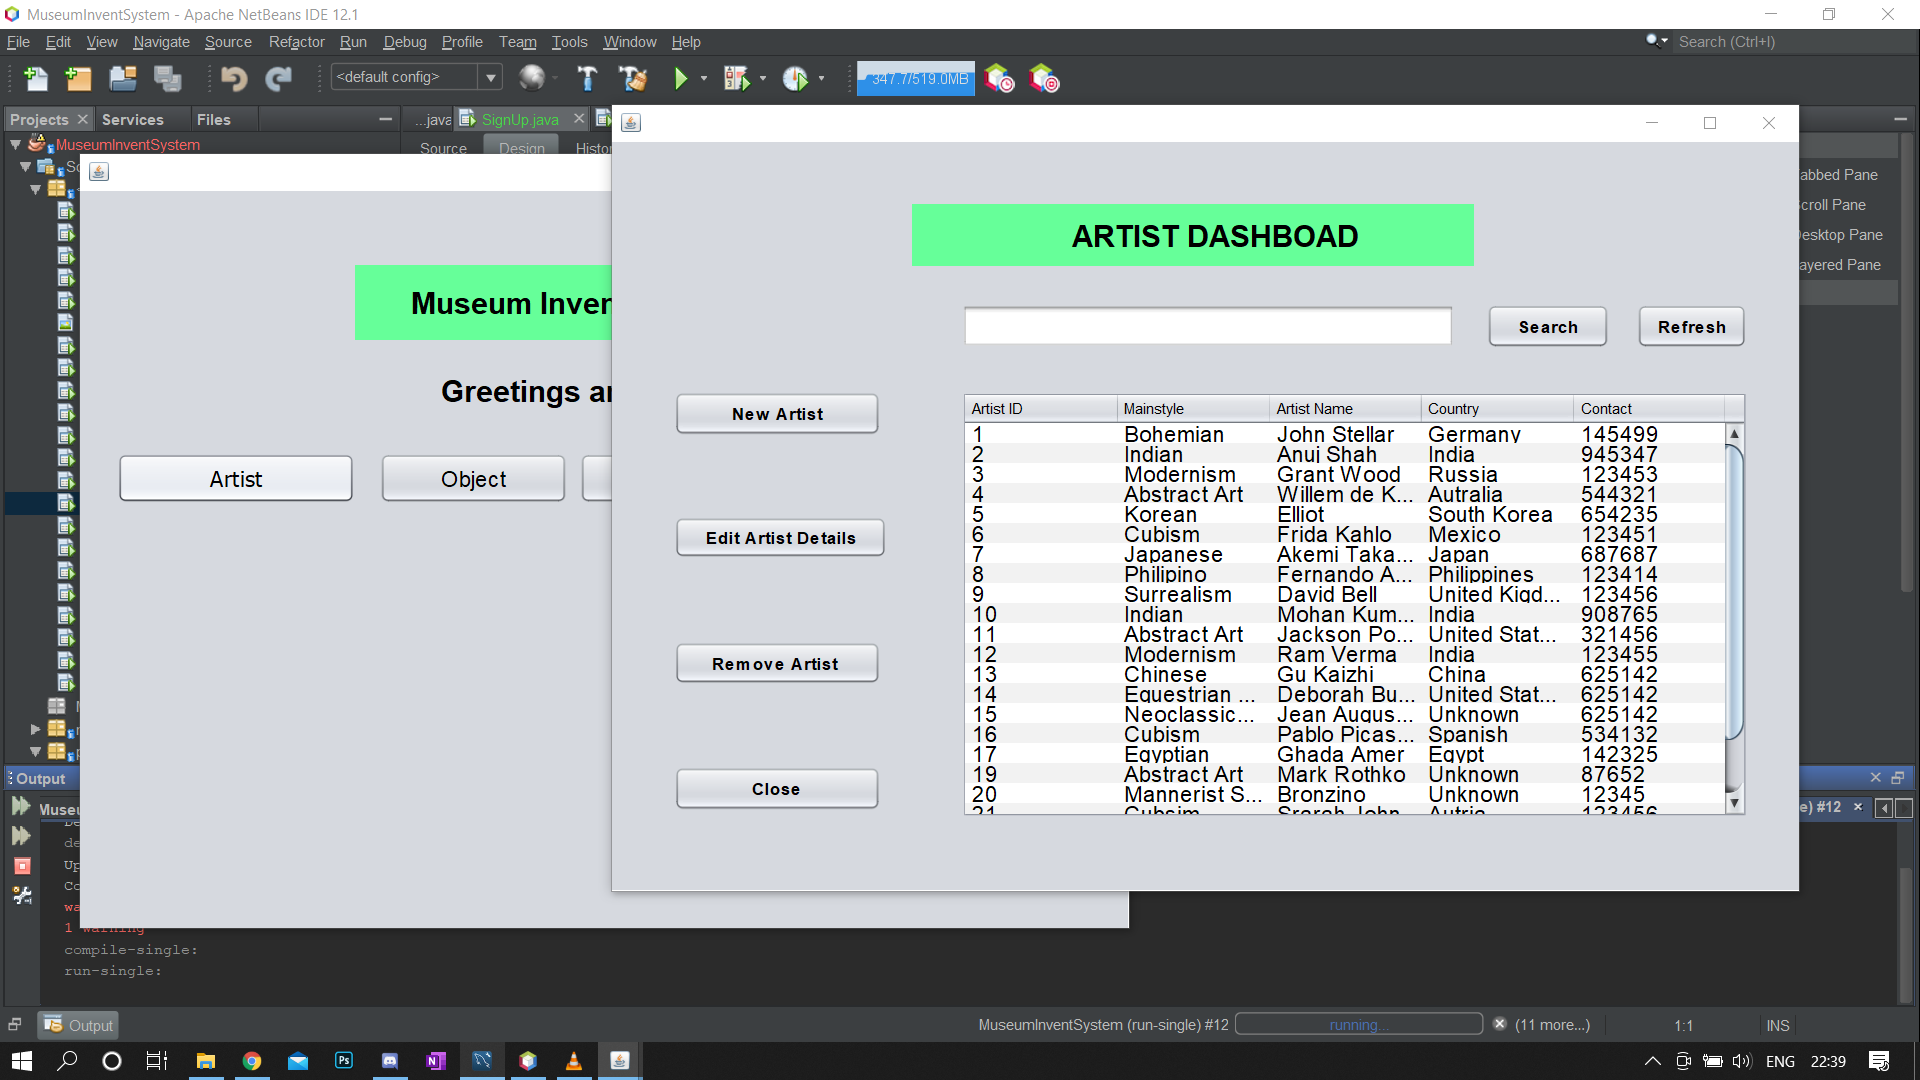 MuseumInventSystem - Apache NetBeans IDE 12.1
File Edit View Navigate Source Refactor Run Debug Profile Team Tools Window Help
Search (Ctrl+I)
<default config>
347.7/519.0MB
Projects Services Files
...java SignUp.java
Source Design Histor
MuseumInventSystem
abbed Pane
croll Pane
esktop Pane
ayered Pane
Museum Inven
Greetings a
Artist Object
ARTIST DASHBOAD
Search Refresh
New Artist
Edit Artist Details
Remove Artist
Close
Artist ID Mainstyle Artist Name Country Contact
1 Bohemian John Stellar Germany 145499
2 Indian Anuj Shah India 945347
3 Modernism Grant Wood Russia 123453
4 Abstract Art Willem de K... Autralia 544321
5 Korean Elliot South Korea 654235
6 Cubism Frida Kahlo Mexico 123451
7 Japanese Akemi Taka... Japan 687687
8 Philipino Fernando A... Philippines 123414
9 Surrealism David Bell United Kigd... 123456
10 Indian Mohan Kum... India 908765
11 Abstract Art Jackson Po... United Stat... 321456
12 Modernism Ram Verma India 123455
13 Chinese Gu Kaizhi China 625142
14 Equestrian ... Deborah Bu... United Stat... 625142
15 Neoclassic... Jean Augus... Unknown 625142
16 Cubism Pablo Picas... Spanish 534132
17 Egyptian Ghada Amer Egypt 142325
19 Abstract Art Mark Rothko Unknown 87652
20 Mannerist S... Bronzino Unknown 12345
21 Cubsim Srarah John Autria 123456
Output
Museu
e) #12
de
Up
Co
wa
1 warning
compile-single:
run-single:
Output
MuseumInventSystem (run-single) #12 running... (11 more...) 1:1 INS
ENG 22:39